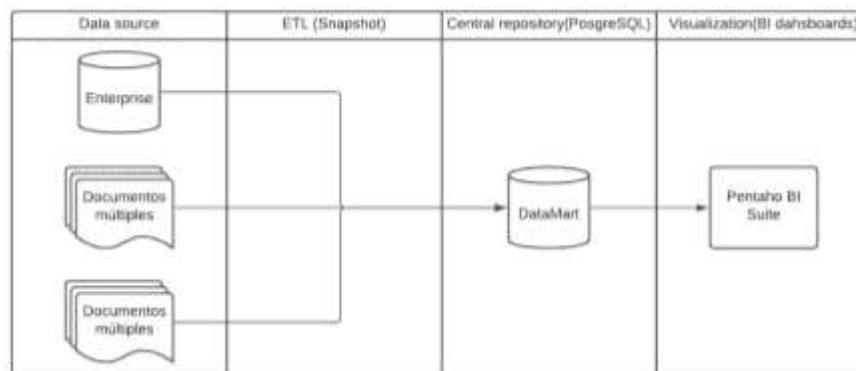 Data source
ETL (Snapshot)
Central repository(PosgreSQL)
Visualization(BI dahsboards)
Enterprise
Documentos
múltiples
DataMart
Pentaho BI
Suite
Documentos
múltiples